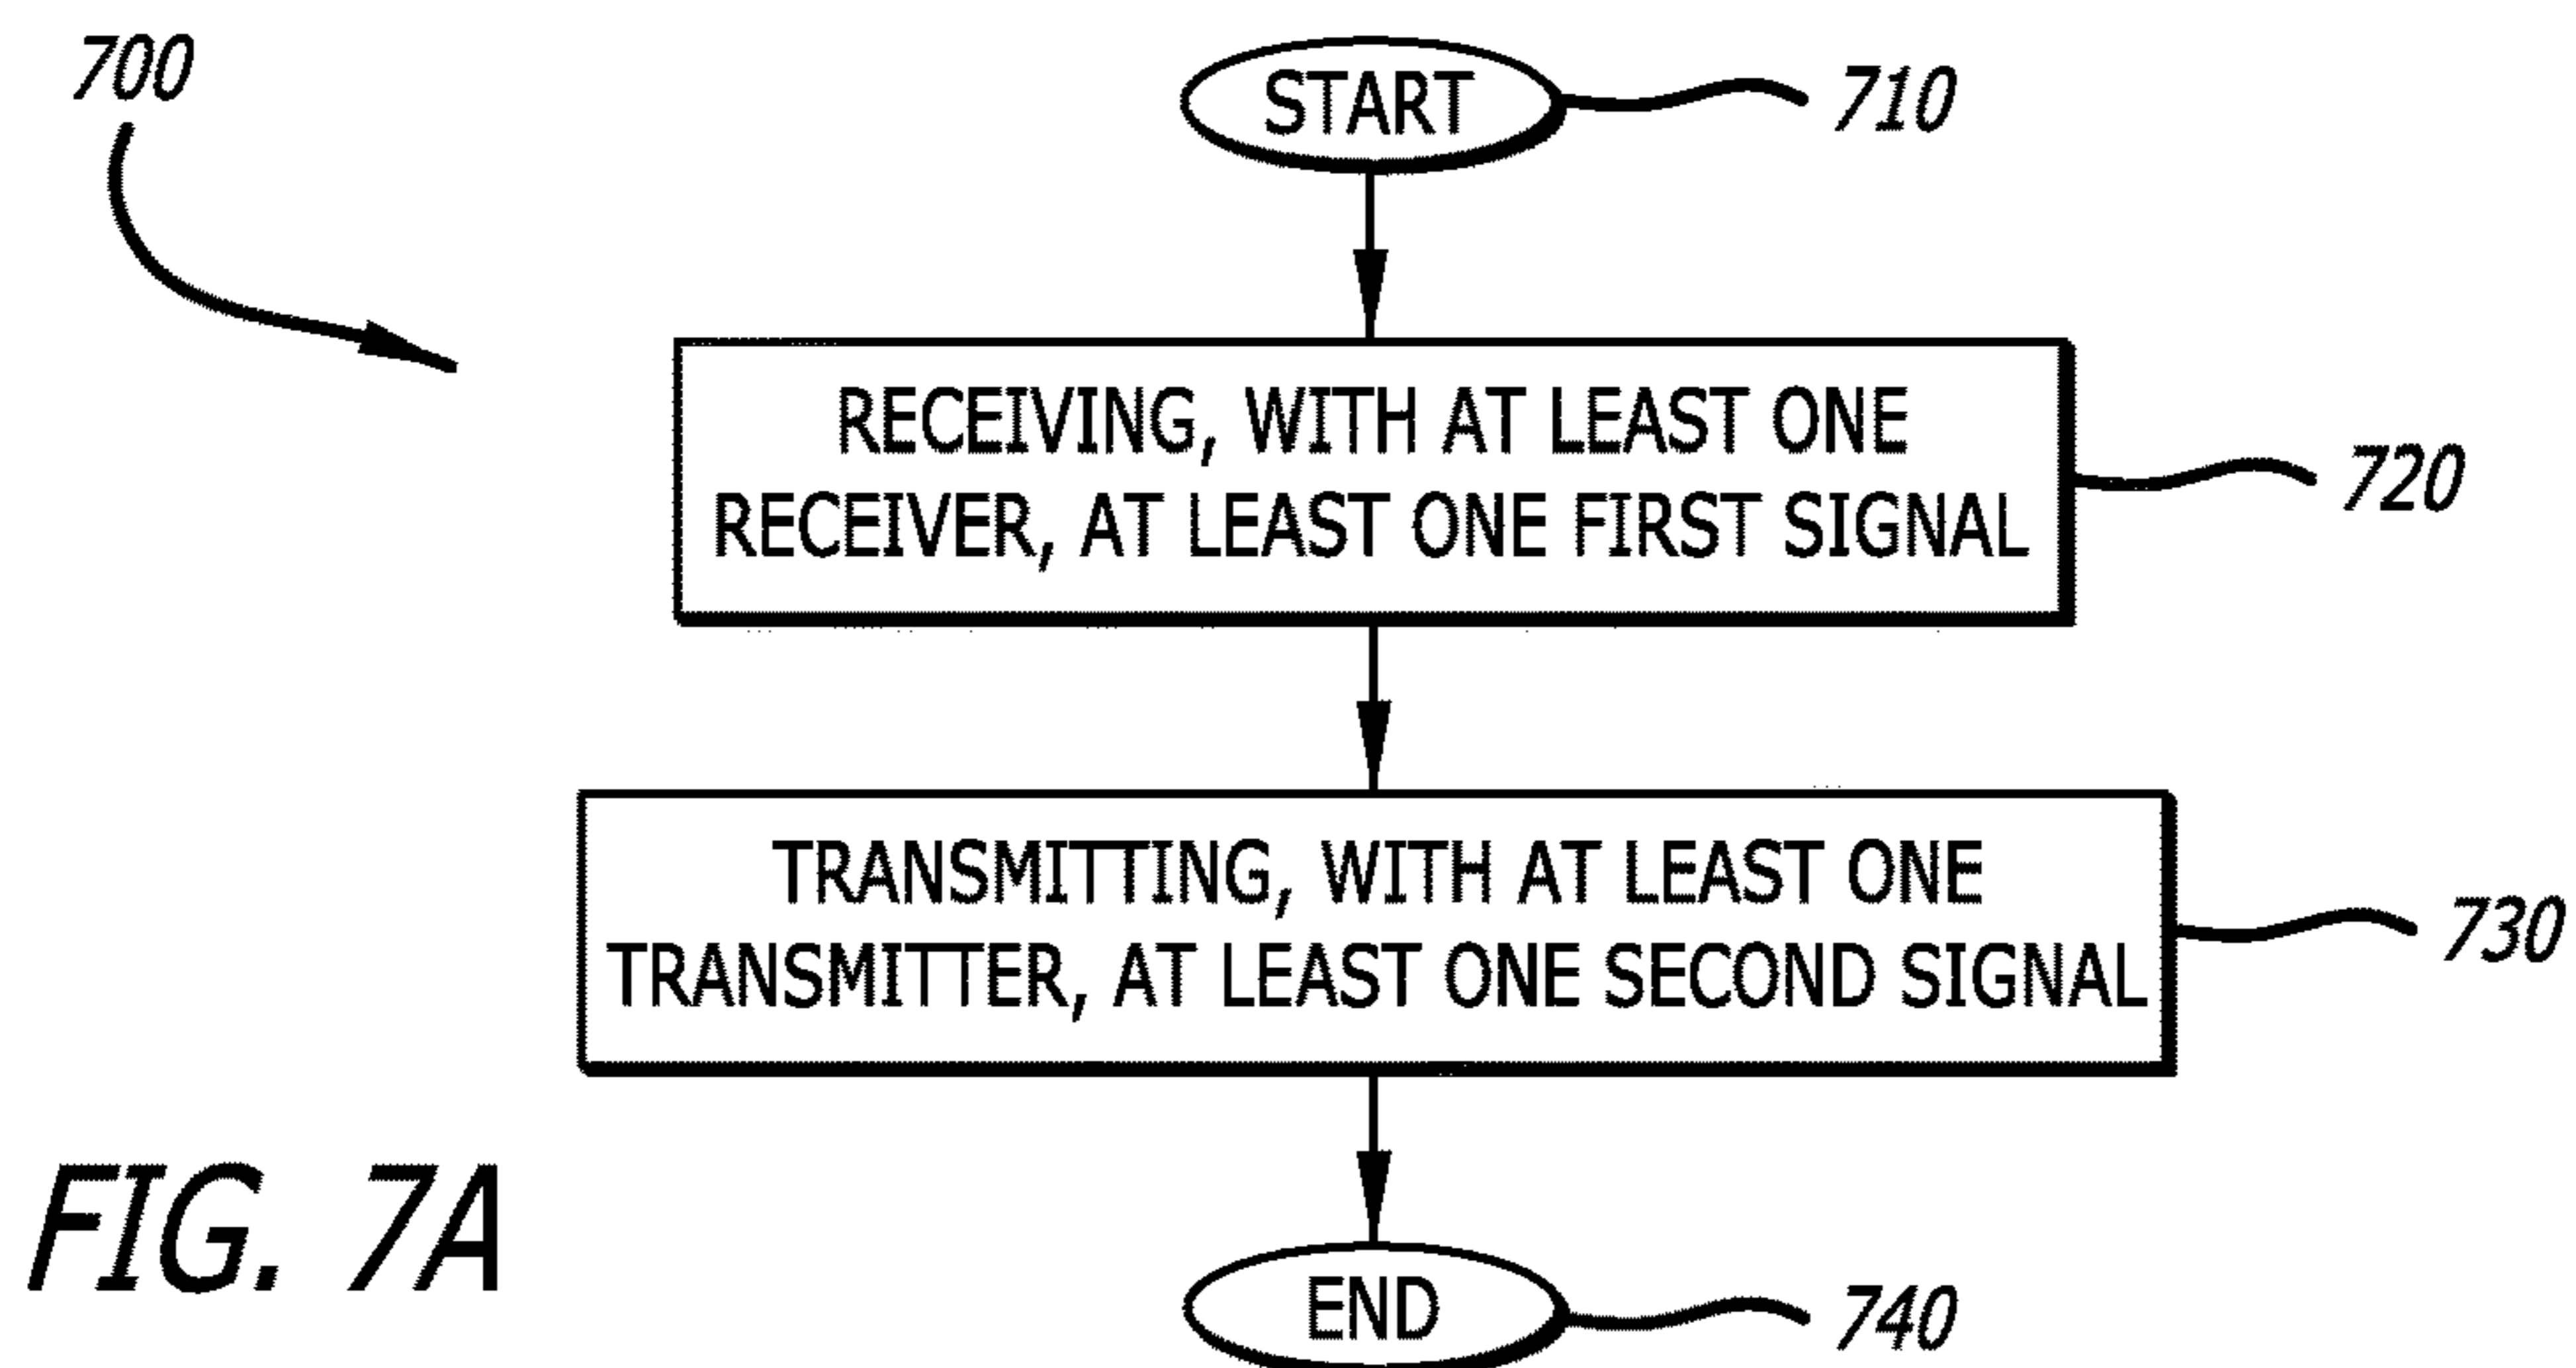 700
START
710
RECEIVING, WITH AT LEAST ONE
RECEIVER, AT LEAST ONE FIRST SIGNAL
720
TRANSMITTING, WITH AT LEAST ONE
TRANSMITTER, AT LEAST ONE SECOND SIGNAL
730
END
740
FIG. 7A